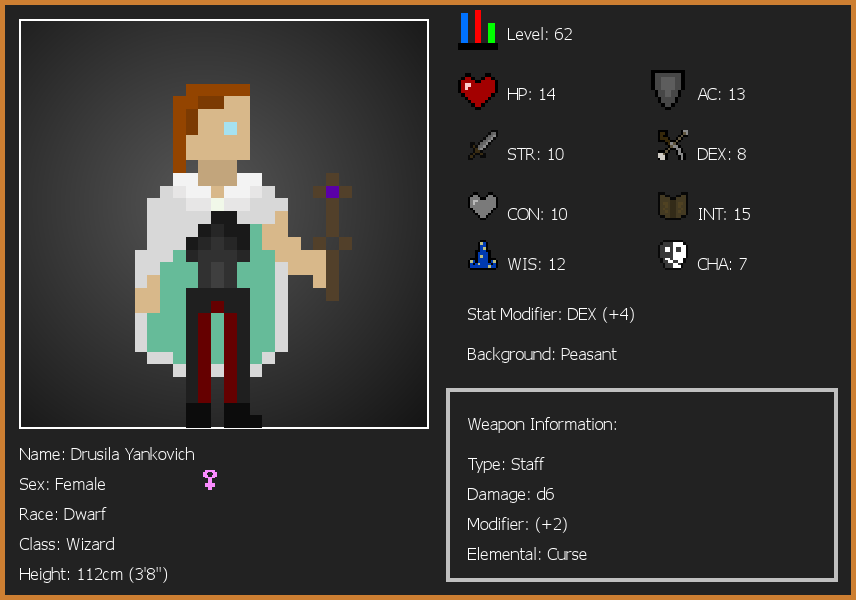 Level: 62
HP: 14
AC: 13
STR: 10
DEX: 8
CON: 10
INT: 15
WIS: 12
CHA: 7
Stat Modifier: DEX (+4)
Background: Peasant
Weapon Information:
Type: Staff
Damage: d6
Modifier: (+2)
Elemental: Curse
Name: Drusila Yankovich
Sex: Female
Race: Dwarf
Class: Wizard
Height: 112cm (3'8")